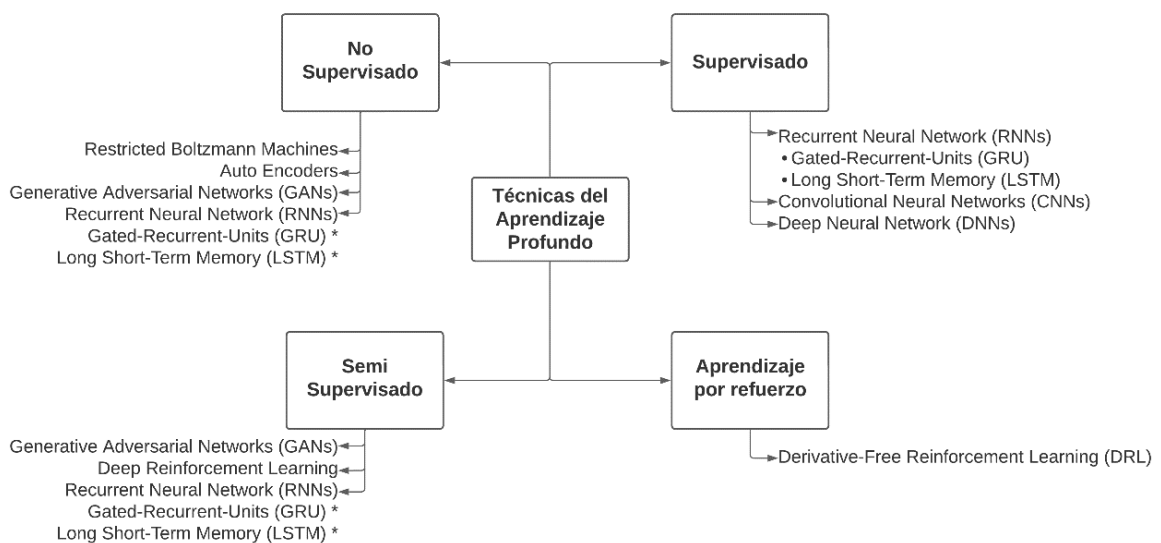 No
Supervisado
Restricted Boltzmann Machines
Auto Encoders
Generative Adversarial Networks (GANs)
Recurrent Neural Network (RNNs)
Gated-Recurrent-Units (GRU) *
Long Short-Term Memory (LSTM) *
Supervisado
Recurrent Neural Network (RNNs)
• Gated-Recurrent-Units (GRU)
• Long Short-Term Memory (LSTM)
Convolutional Neural Networks (CNNs)
Deep Neural Network (DNNs)
Técnicas del
Aprendizaje
Profundo
Semi
Supervisado
Generative Adversarial Networks (GANs)
Deep Reinforcement Learning
Recurrent Neural Network (RNNs)
Gated-Recurrent-Units (GRU) *
Long Short-Term Memory (LSTM) *
Aprendizaje
por refuerzo
Derivative-Free Reinforcement Learning (DRL)